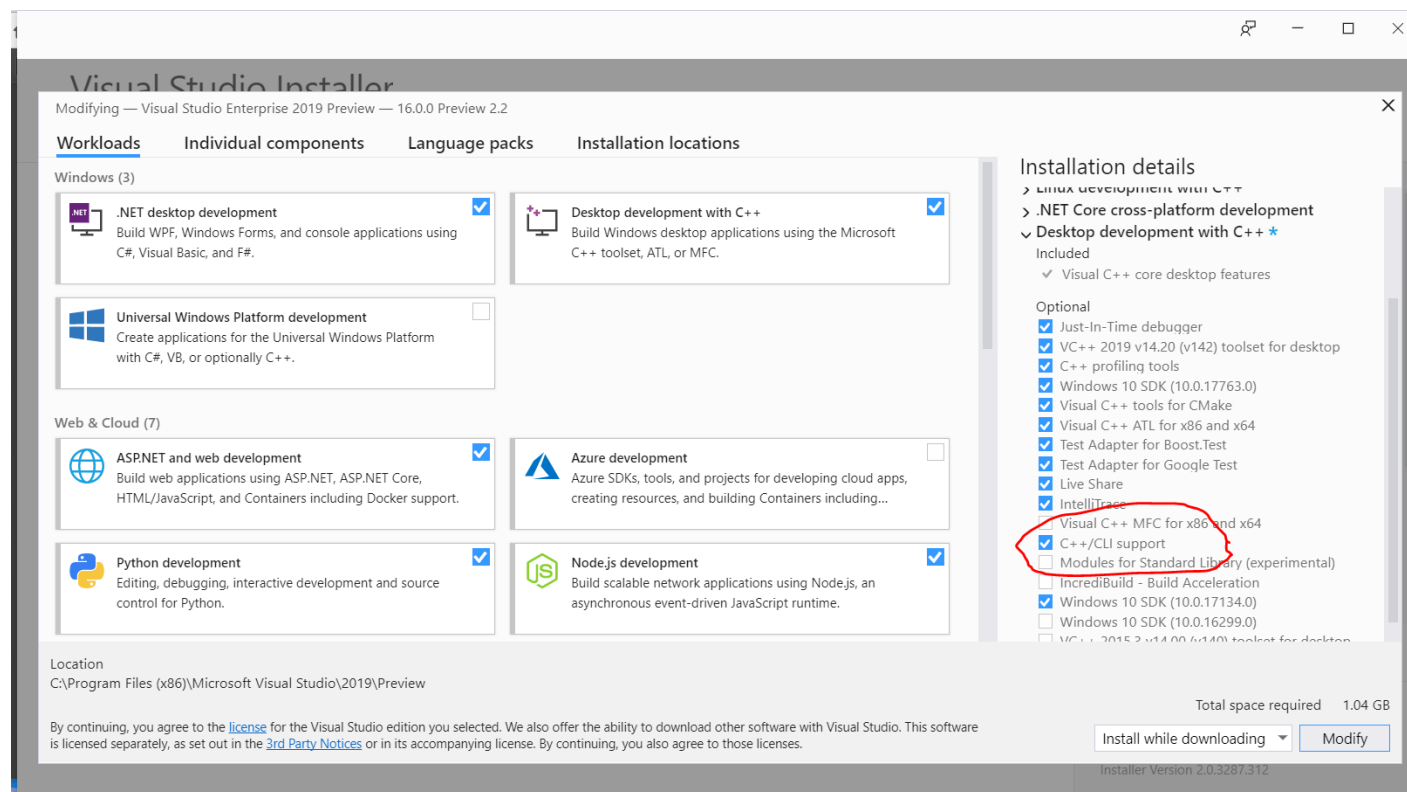 Visual Studio Installer
Modifying — Visual Studio Enterprise 2019 Preview — 16.0.0 Preview 2.2
Workloads
Individual components
Language packs
Installation locations
Windows (3)
.NET
.NET desktop development
Build WPF, Windows Forms, and console applications using
C#, Visual Basic, and F#.
Desktop development with C++
Build Windows desktop applications using the Microsoft
C++ toolset, ATL, or MFC.
Universal Windows Platform development
Create applications for the Universal Windows Platform
with C#, VB, or optionally C++.
Web & Cloud (7)
ASP.NET and web development
Build web applications using ASP.NET, ASP.NET Core,
HTML/JavaScript, and Containers including Docker support.
Azure development
Azure SDKs, tools, and projects for developing cloud apps,
creating resources, and building Containers including...
Python development
Editing, debugging, interactive development and source
control for Python.
JS
Node.js development
Build scalable network applications using Node.js, an
asynchronous event-driven JavaScript runtime.
Installation details
Linux development with C++
.NET Core cross-platform development
Desktop development with C++ *
Included
Visual C++ core desktop features
Optional
Just-In-Time debugger
VC++ 2019 v14.20 (v142) toolset for desktop
C++ profiling tools
Windows 10 SDK (10.0.17763.0)
Visual C++ tools for CMake
Visual C++ ATL for x86 and x64
Test Adapter for Boost.Test
Test Adapter for Google Test
Live Share
IntelliTrace
Visual C++ MFC for x86 and x64
C++/CLI support
Modules for Standard Library (experimental)
IncrediBuild - Build Acceleration
Windows 10 SDK (10.0.17134.0)
Windows 10 SDK (10.0.16299.0)
VC++ 2015.3 v14.00 (v140) toolset for desktop
Location
C:\Program Files (x86)\Microsoft Visual Studio\2019\Preview
Total space required 1.04 GB
By continuing, you agree to the license for the Visual Studio edition you selected. We also offer the ability to download other software with Visual Studio. This software
is licensed separately, as set out in the 3rd Party Notices or in its accompanying license. By continuing, you also agree to those licenses.
Install while downloading
Modify
Installer Version 2.0.3287.312